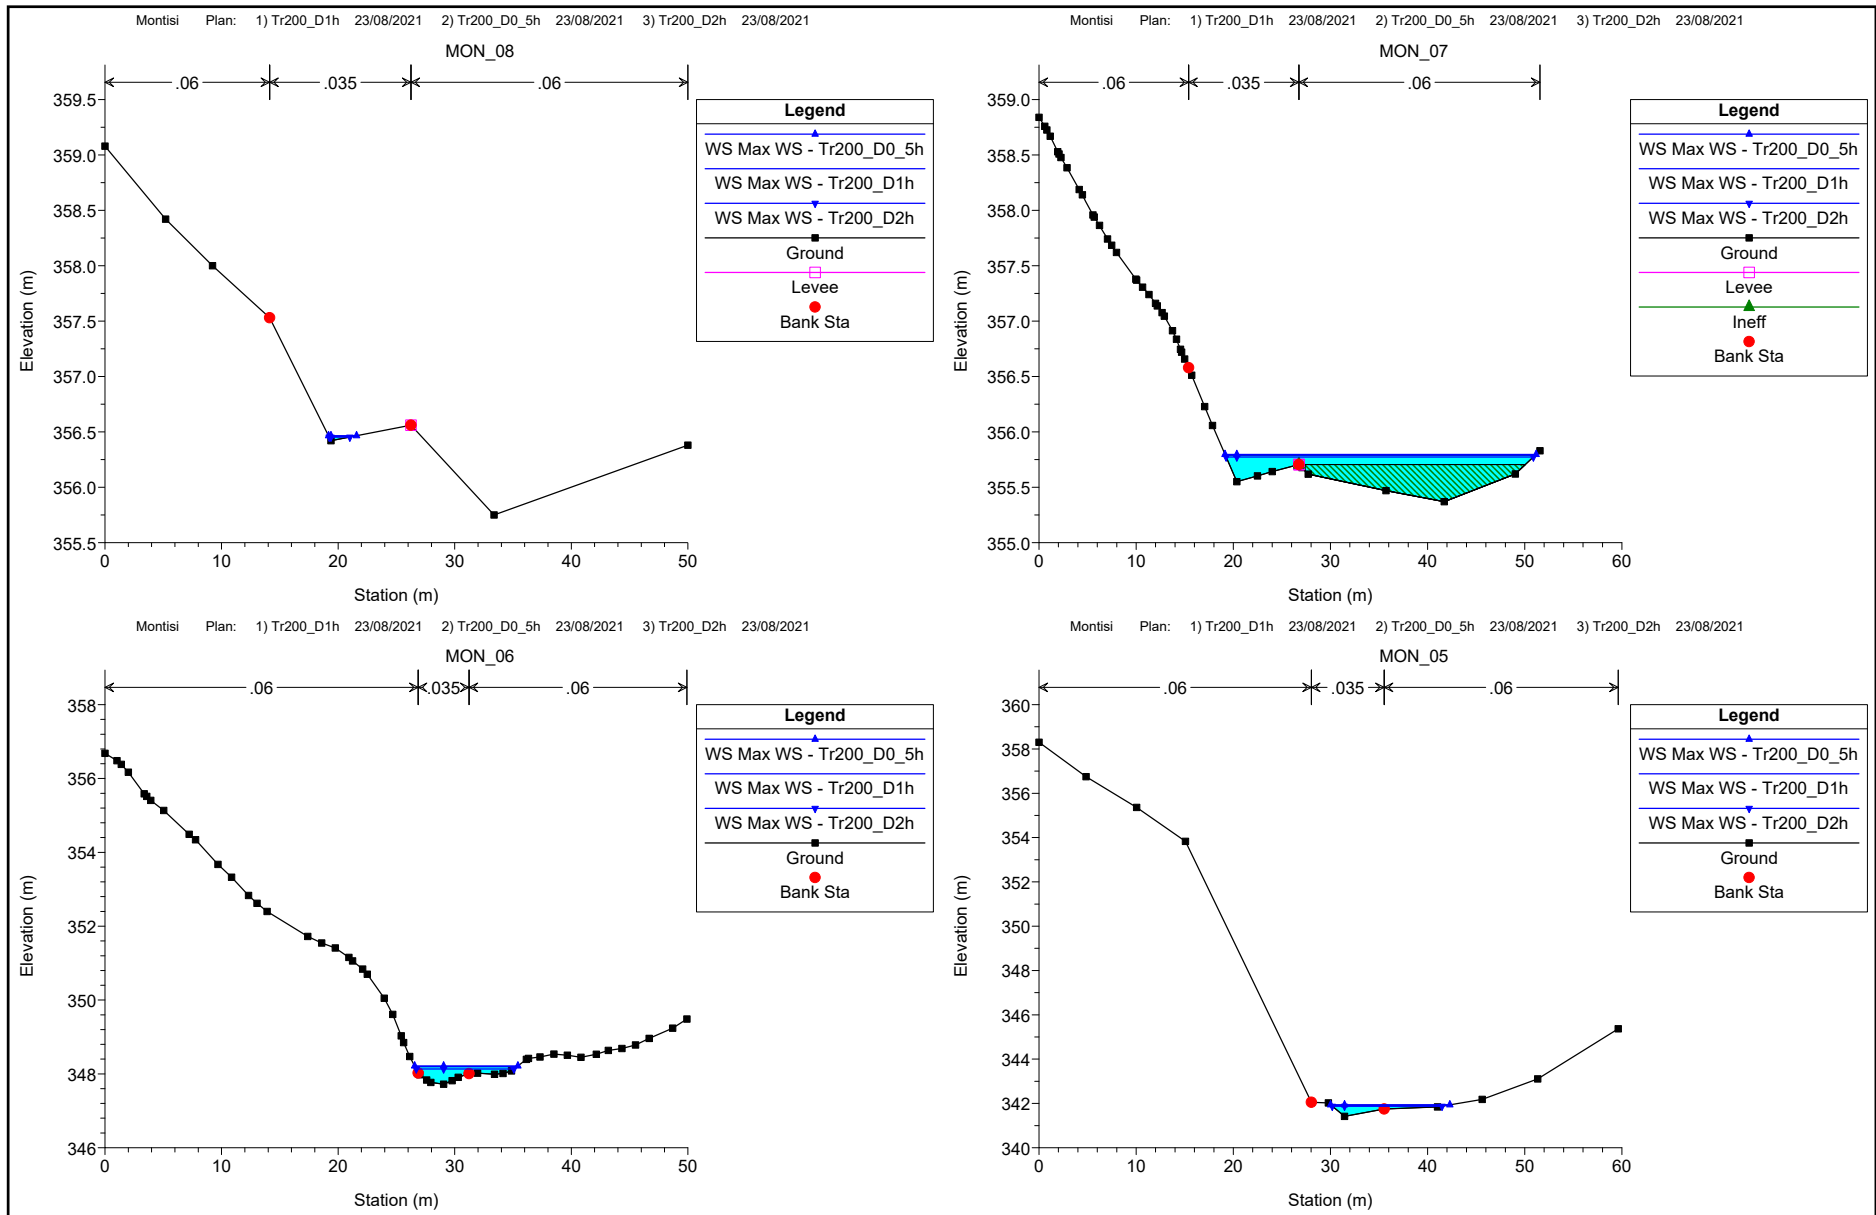 Montisi Plan: 1) Tr200_D1h 23/08/2021 2) Tr200_D0_5h 23/08/2021 3) Tr200_D2h 23/08/2021
MON_08
.06 .035 .06
359.5
359.0
358.5
358.0
357.5
357.0
356.5
356.0
355.5
0 10 20 30 40 50
Station (m)
Elevation (m)
Legend
WS Max WS - Tr200_D0_5h
WS Max WS - Tr200_D1h
WS Max WS - Tr200_D2h
Ground
Levee
Bank Sta
Montisi Plan: 1) Tr200_D1h 23/08/2021 2) Tr200_D0_5h 23/08/2021 3) Tr200_D2h 23/08/2021
MON_07
.06 .035 .06
359.0
358.5
358.0
357.5
357.0
356.5
356.0
355.5
355.0
0 10 20 30 40 50 60
Station (m)
Elevation (m)
Legend
WS Max WS - Tr200_D0_5h
WS Max WS - Tr200_D1h
WS Max WS - Tr200_D2h
Ground
Levee
Ineff
Bank Sta
Montisi Plan: 1) Tr200_D1h 23/08/2021 2) Tr200_D0_5h 23/08/2021 3) Tr200_D2h 23/08/2021
MON_06
.06 .035 .06
358
356
354
352
350
348
346
0 10 20 30 40 50
Station (m)
Elevation (m)
Legend
WS Max WS - Tr200_D0_5h
WS Max WS - Tr200_D1h
WS Max WS - Tr200_D2h
Ground
Bank Sta
Montisi Plan: 1) Tr200_D1h 23/08/2021 2) Tr200_D0_5h 23/08/2021 3) Tr200_D2h 23/08/2021
MON_05
.06 .035 .06
360
358
356
354
352
350
348
346
344
342
340
0 10 20 30 40 50 60
Station (m)
Elevation (m)
Legend
WS Max WS - Tr200_D0_5h
WS Max WS - Tr200_D1h
WS Max WS - Tr200_D2h
Ground
Bank Sta